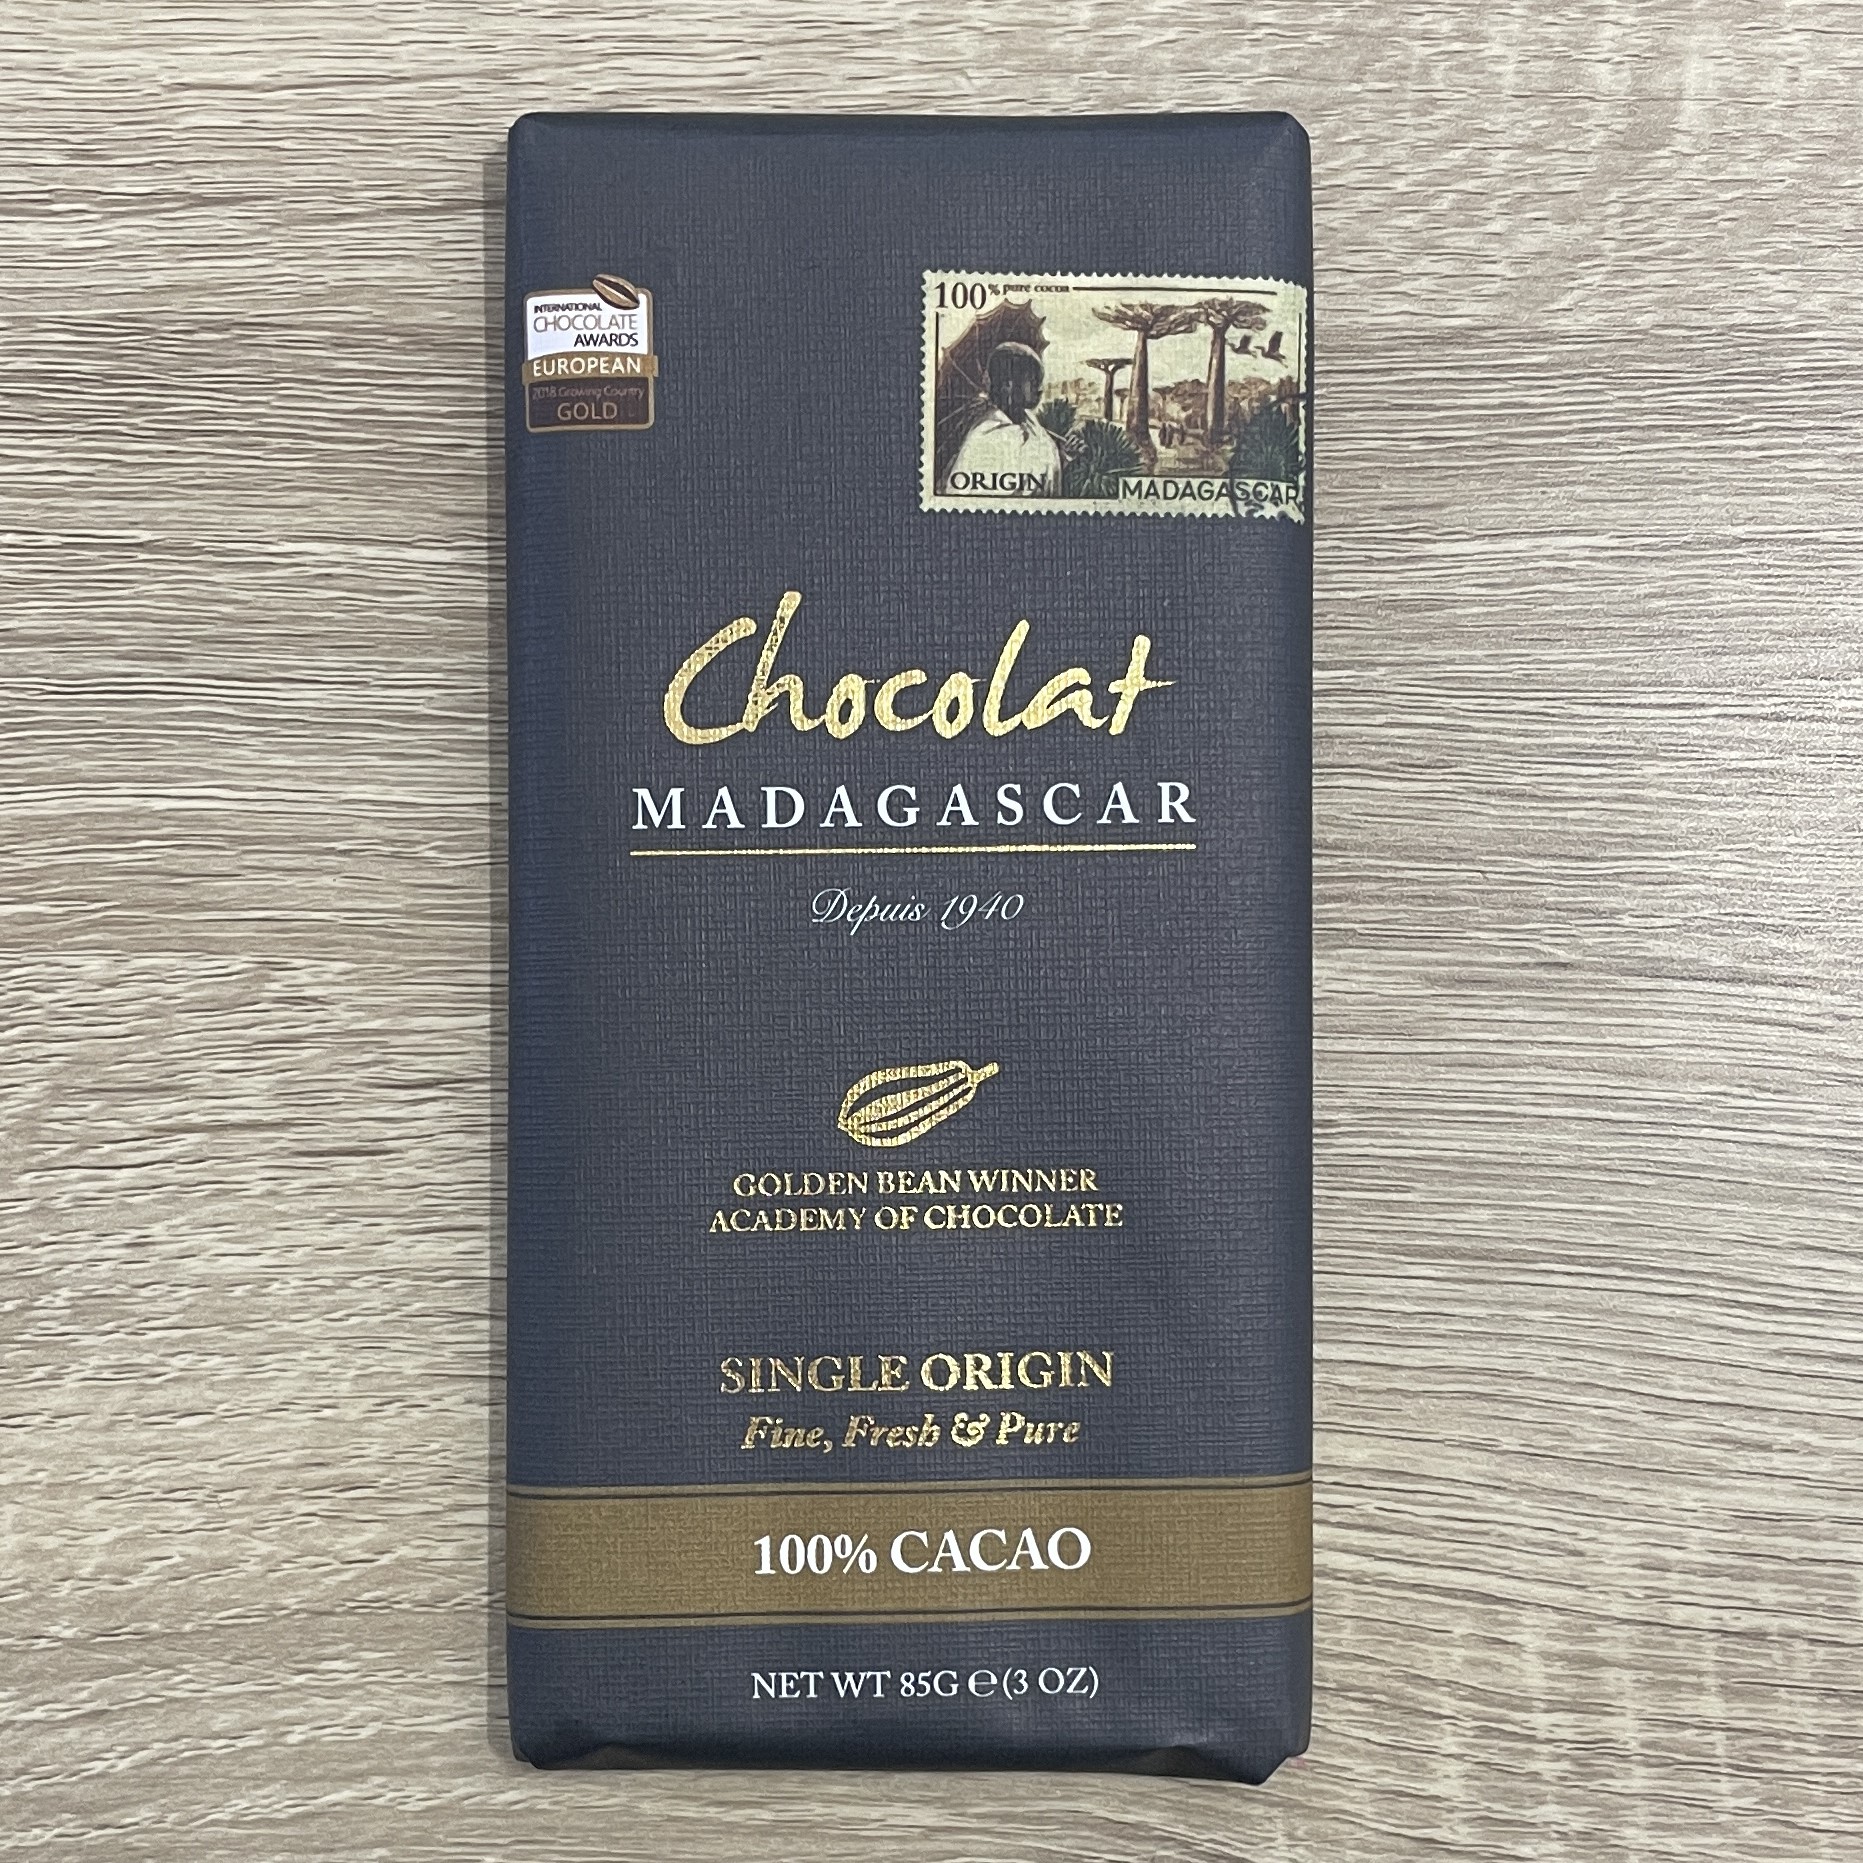 INTERNATIONAL
CHOCOLATE
AWARDS
EUROPEAN
2018 Growing Country
GOLD
100% pure cocoa
ORIGIN
MADAGASCAR
Chocolat
MADAGASCAR
Depuis 1940
GOLDEN BEAN WINNER
ACADEMY OF CHOCOLATE
SINGLE ORIGIN
Fine, Fresh & Pure
100% CACAO
NET WT 85G ℮ (3 OZ)